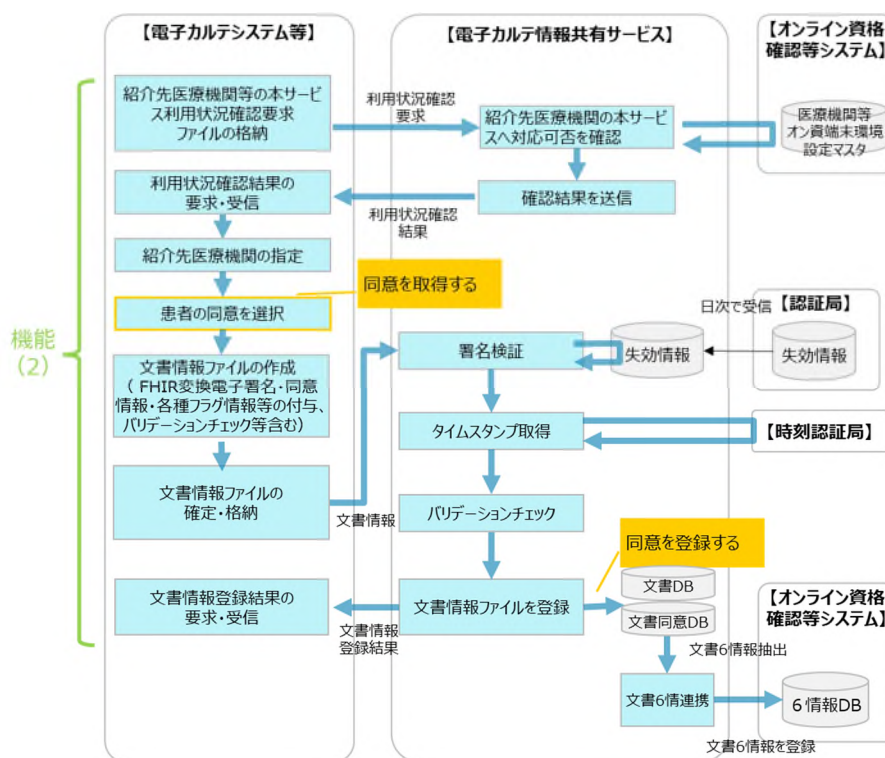 【電子カルテシステム等】
【電子カルテ情報共有サービス】
【オンライン資格
確認等システム】
機能
(2)
紹介先医療機関等の本サービ
ス利用状況確認要求
ファイルの格納
利用状況確認
要求
紹介先医療機関の本サービ
スへ対応可否を確認
医療機関等
オン資端末環境
設定マスタ
利用状況確認結果の
要求・受信
利用状況確認
結果
確認結果を送信
紹介先医療機関の指定
同意を取得する
患者の同意を選択
日次で受信
【認証局】
署名検証
失効情報
失効情報
文書情報ファイルの作成
( FHIR変換電子署名・同意
情報・各種フラグ情報等の付与、
バリデーションチェック等含む)
タイムスタンプ取得
【時刻認証局】
文書情報ファイルの
確定・格納
文書情報
バリデーションチェック
同意を登録する
文書情報登録結果の
要求・受信
文書情報
登録結果
文書情報ファイルを登録
文書DB
文書同意DB
【オンライン資格
確認等システム】
文書6情報抽出
文書6情連携
6情報DB
文書6情報を登録